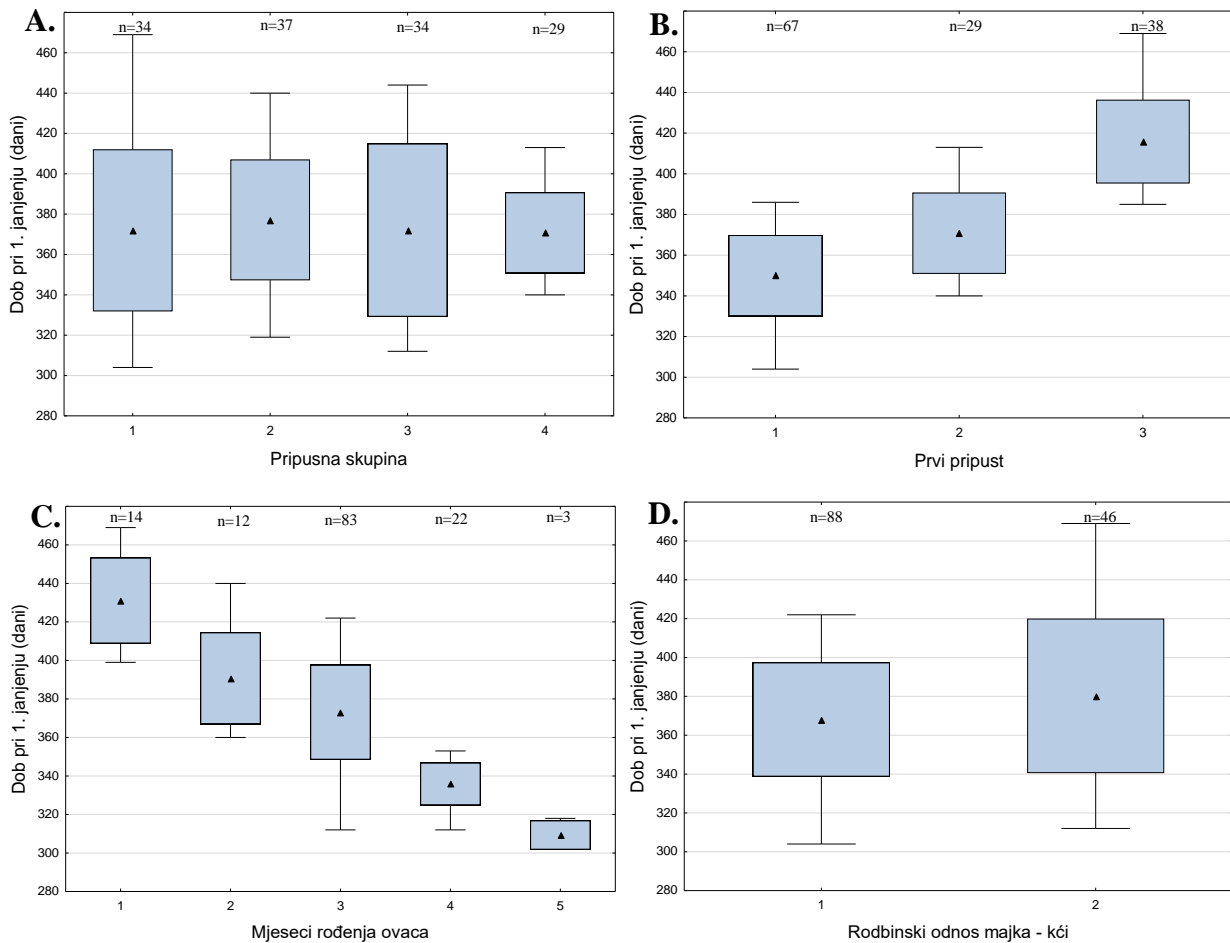 A.
n=34 n=37 n=34 n=29
Dob pri 1. janjenju (dani)
460
440
420
400
380
360
340
320
300
280
1 2 3 4
Pripusna skupina
B.
n=67 n=29 n=38
Dob pri 1. janjenju (dani)
460
440
420
400
380
360
340
320
300
280
1 2 3
Prvi pripust
C.
n=14 n=12 n=83 n=22 n=3
Dob pri 1. janjenju (dani)
460
440
420
400
380
360
340
320
300
280
1 2 3 4 5
Mjeseci rođenja ovaca
D.
n=88 n=46
Dob pri 1. janjenju (dani)
460
440
420
400
380
360
340
320
300
280
1 2
Rodbinski odnos majka - kći